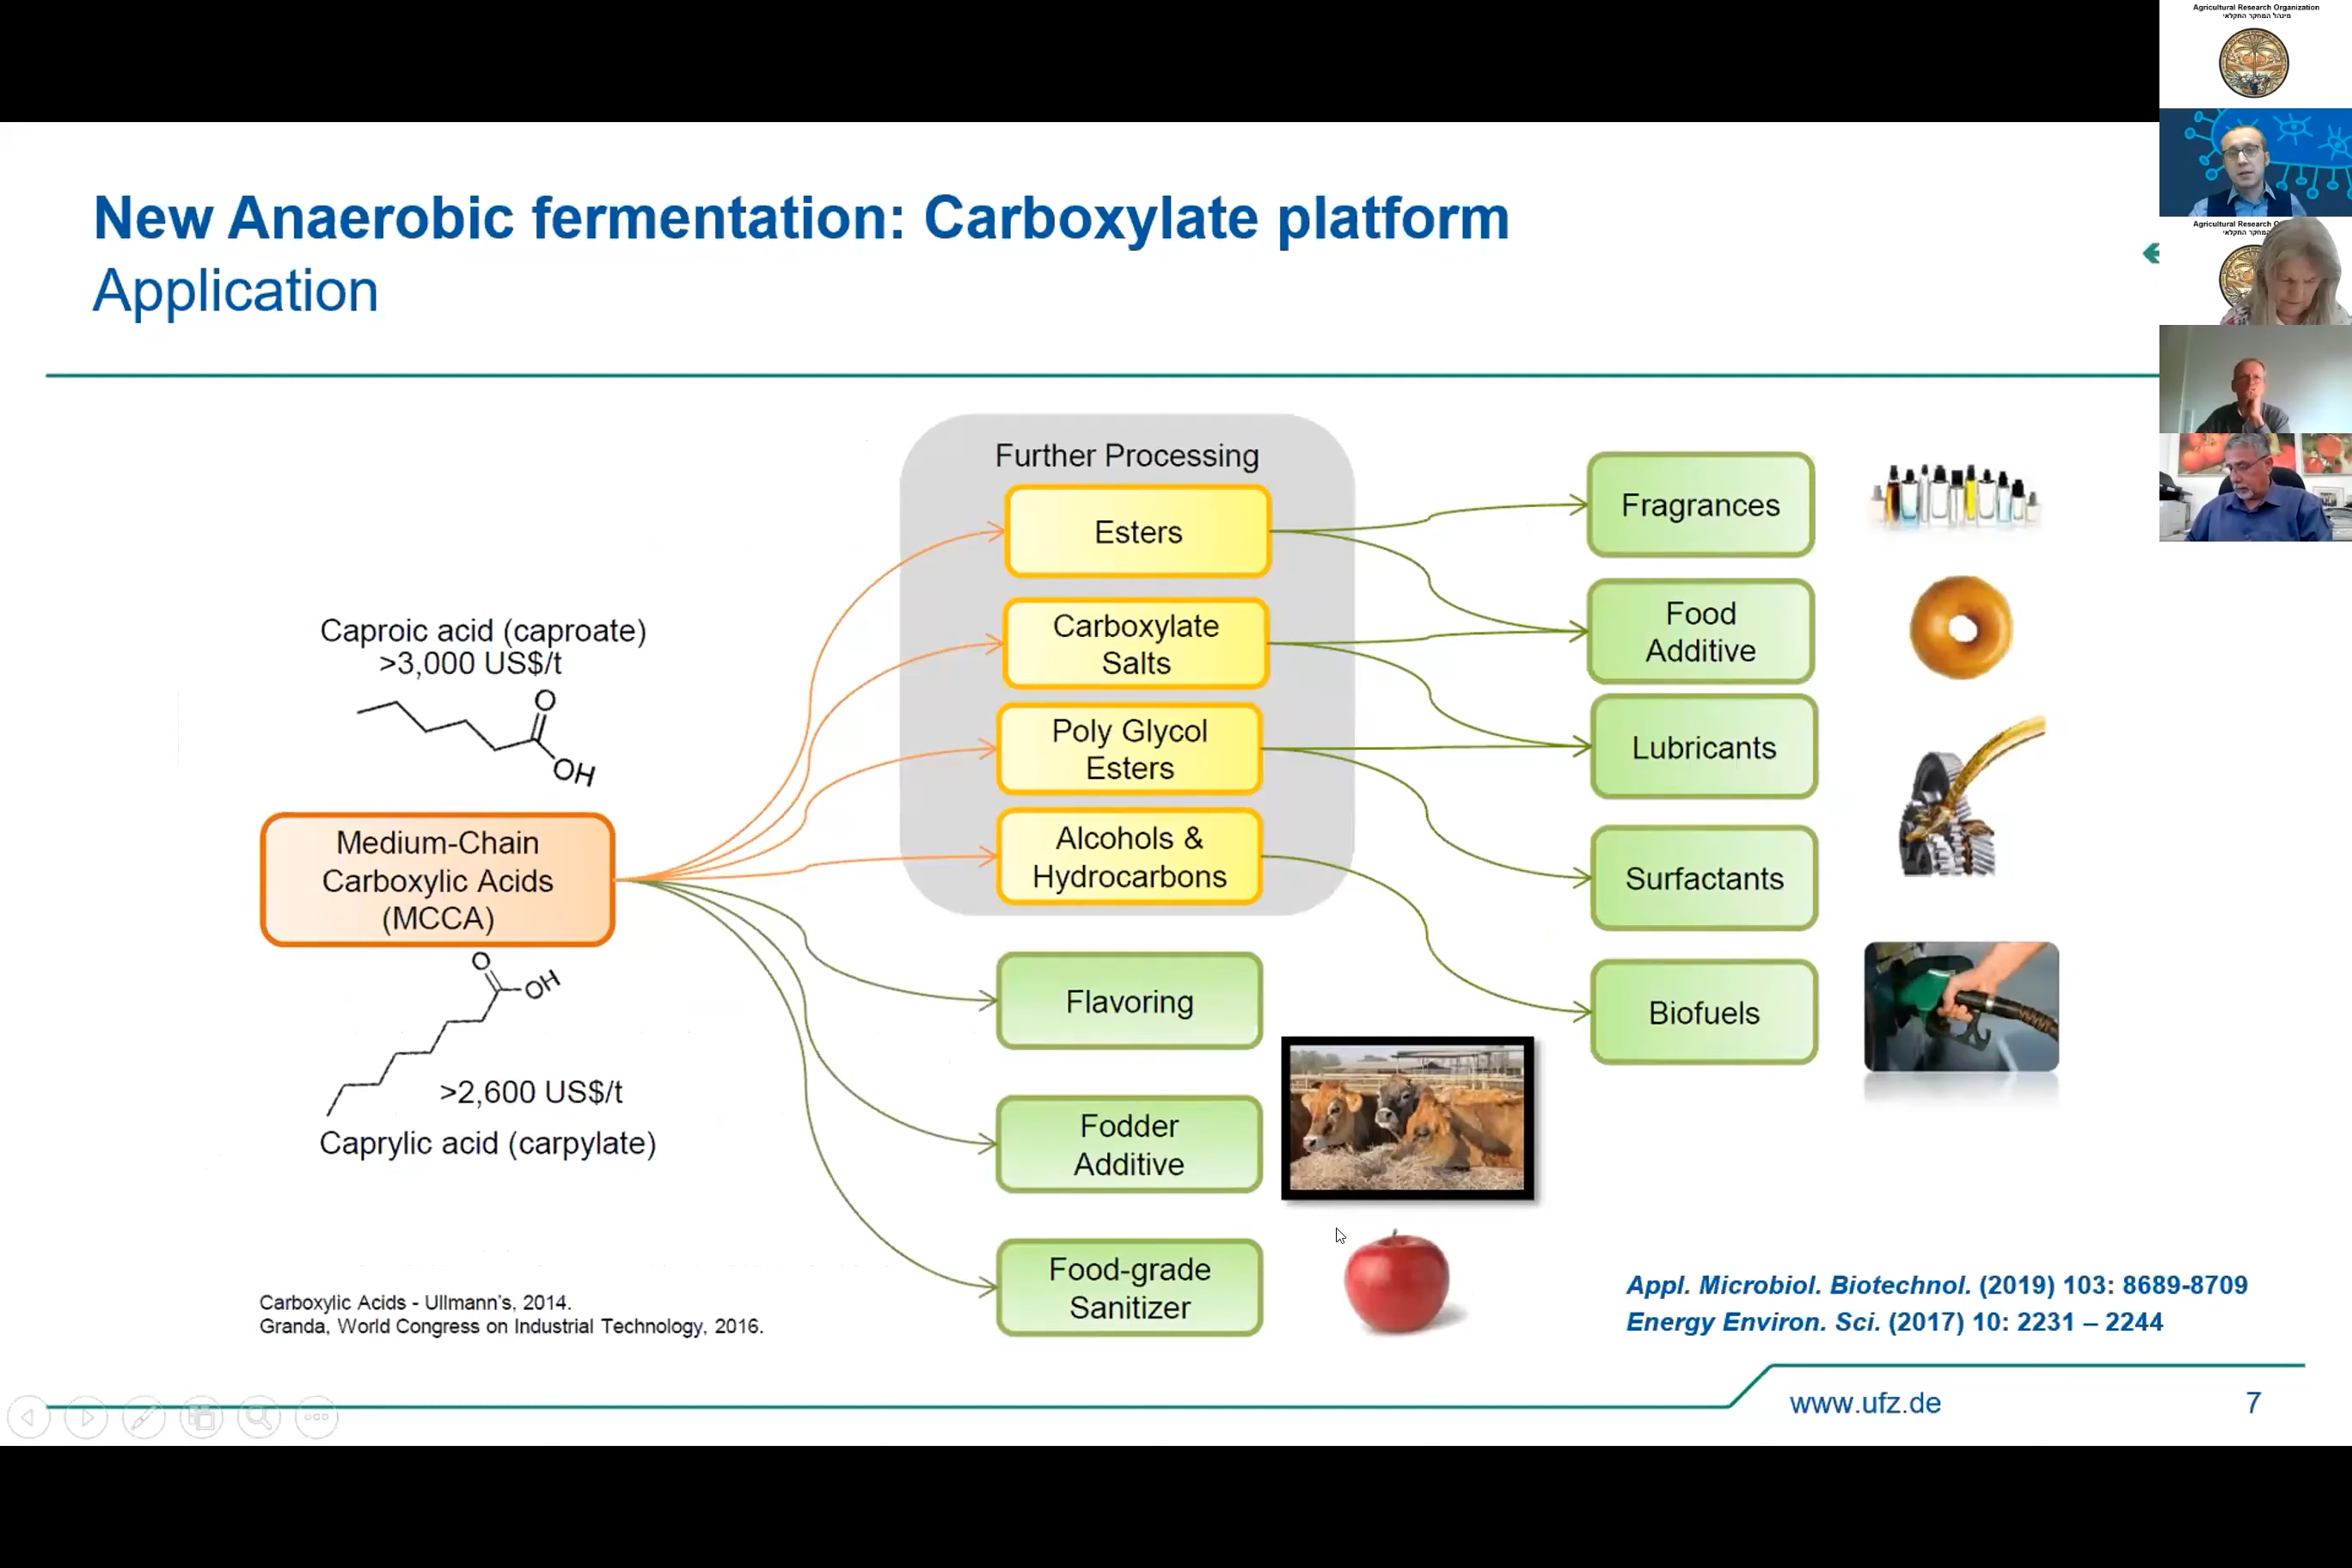 Agricultural Research Organization
מינהל המחקר החקלאי
New Anaerobic fermentation: Carboxylate platform
Application
Further Processing
Esters
Carboxylate
Salts
Poly Glycol
Esters
Alcohols &
Hydrocarbons
Fragrances
Food
Additive
Lubricants
Surfactants
Biofuels
Caproic acid (caproate)
>3,000 US$/t
O
OH
Medium-Chain
Carboxylic Acids
(MCCA)
O
OH
>2,600 US$/t
Caprylic acid (carpylate)
Flavoring
Fodder
Additive
Food-grade
Sanitizer
Carboxylic Acids - Ullmann's, 2014.
Granda, World Congress on Industrial Technology, 2016.
Appl. Microbiol. Biotechnol. (2019) 103: 8689-8709
Energy Environ. Sci. (2017) 10: 2231 – 2244
www.ufz.de
7
Agricultural Research
המחקר החקלאי